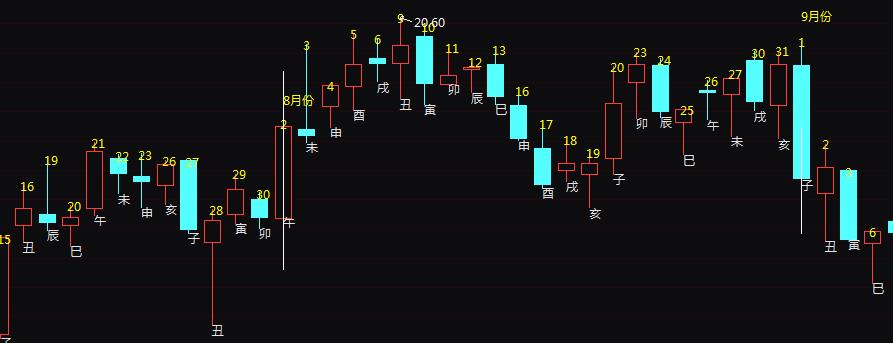 15
子
16
丑
19
辰
20
巳
21
午
22
未
23
申
26
亥
27
子
28
丑
29
寅
30
卯
8月份
2
午
3
未
4
申
5
酉
6
戌
9
丑
20.60
10
寅
11
卯
12
辰
13
巳
16
申
17
酉
18
戌
19
亥
20
子
23
卯
24
辰
25
巳
26
午
27
未
30
戌
31
亥
9月份
1
子
2
丑
3
寅
6
巳